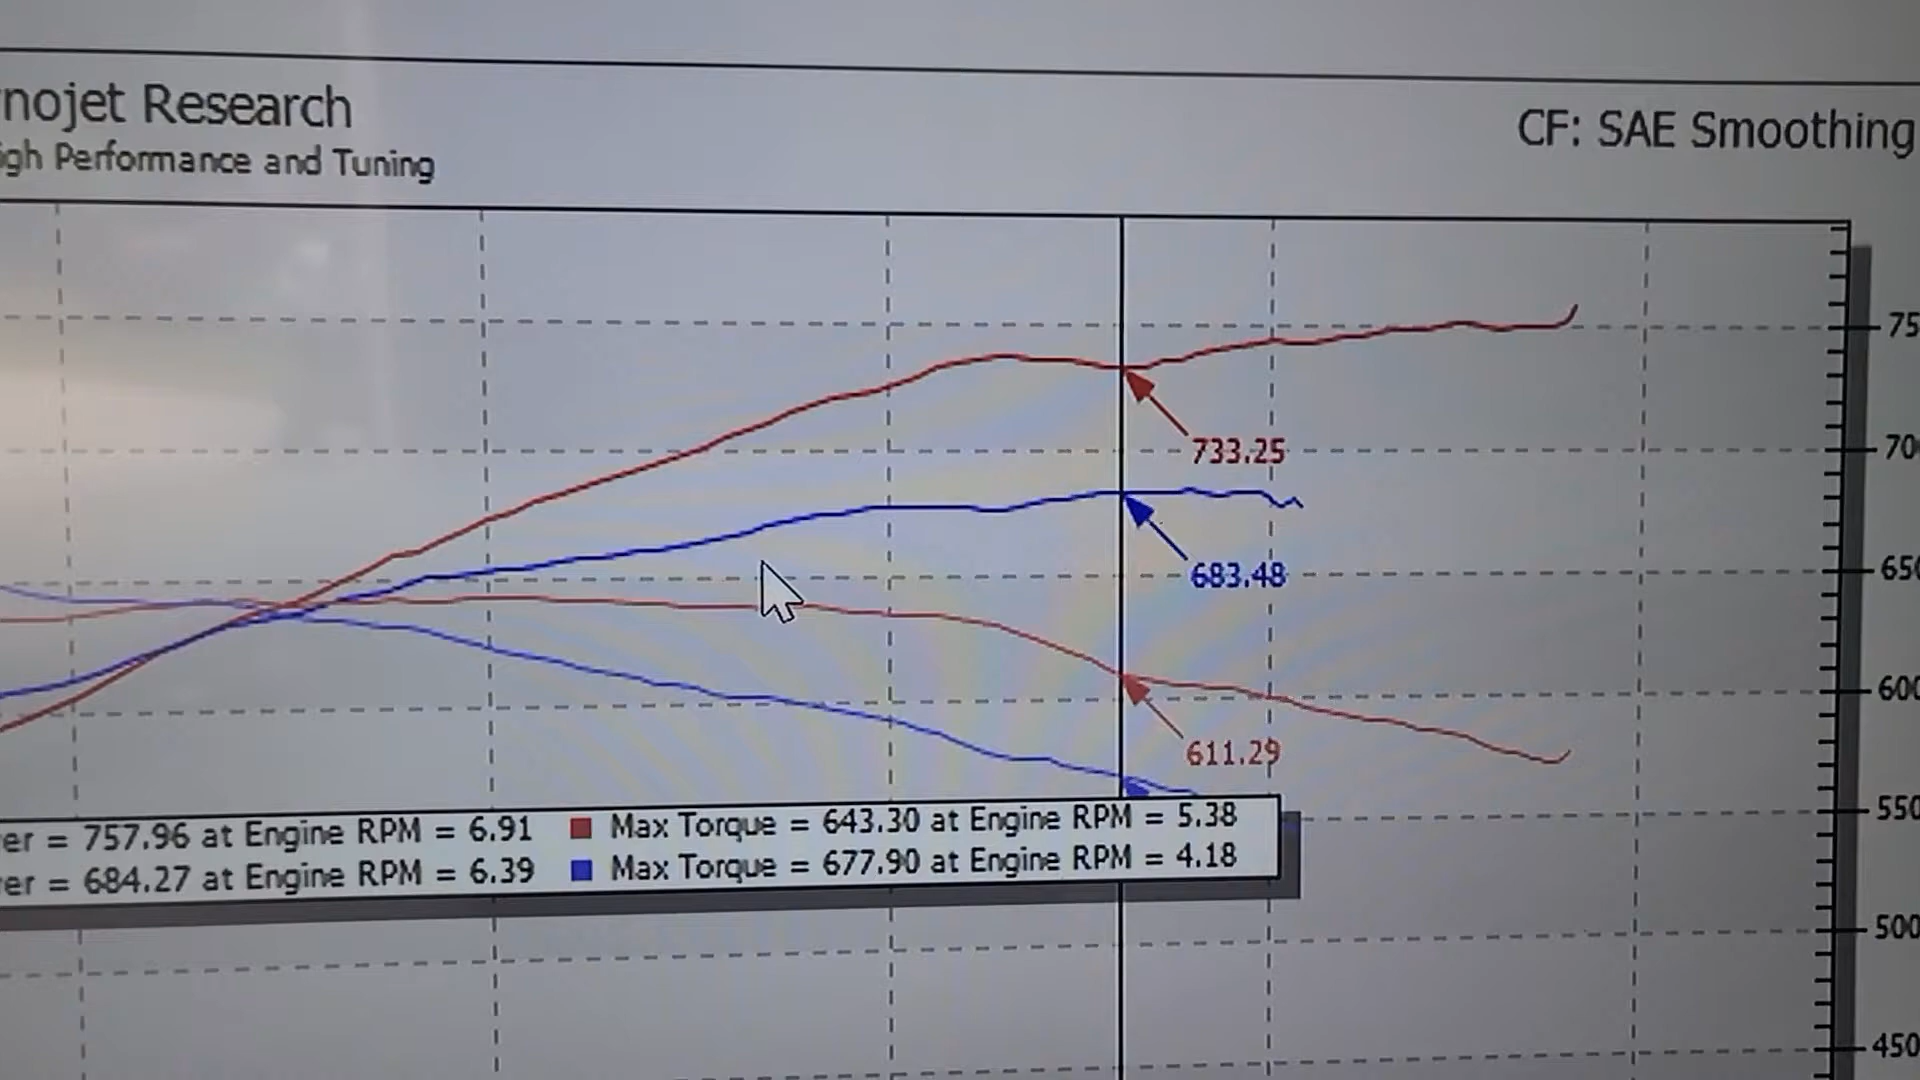 nojet Research
igh Performance and Tuning
CF: SAE Smoothing
75
70
733.25
650
683.48
600
611.29
550
er = 757.96 at Engine RPM = 6.91 Max Torque = 643.30 at Engine RPM = 5.38
er = 684.27 at Engine RPM = 6.39 Max Torque = 677.90 at Engine RPM = 4.18
500
450